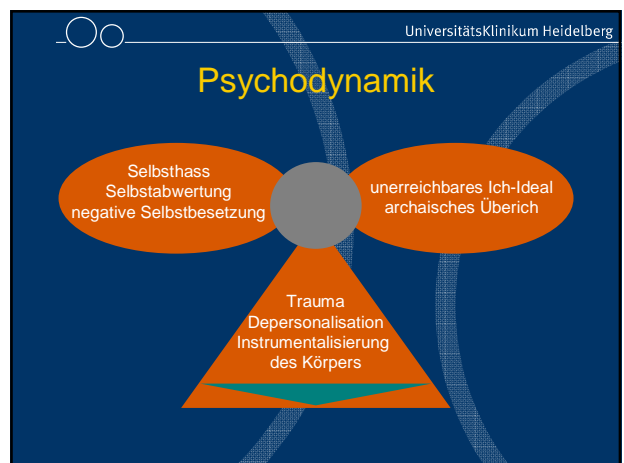 UniversitätsKlinikum Heidelberg
Psychodynamik
Selbsthass
Selbstabwertung
negative Selbstbesetzung
unerreichbares Ich-Ideal
archaisches Überich
Trauma
Depersonalisation
Instrumentalisierung
des Körpers